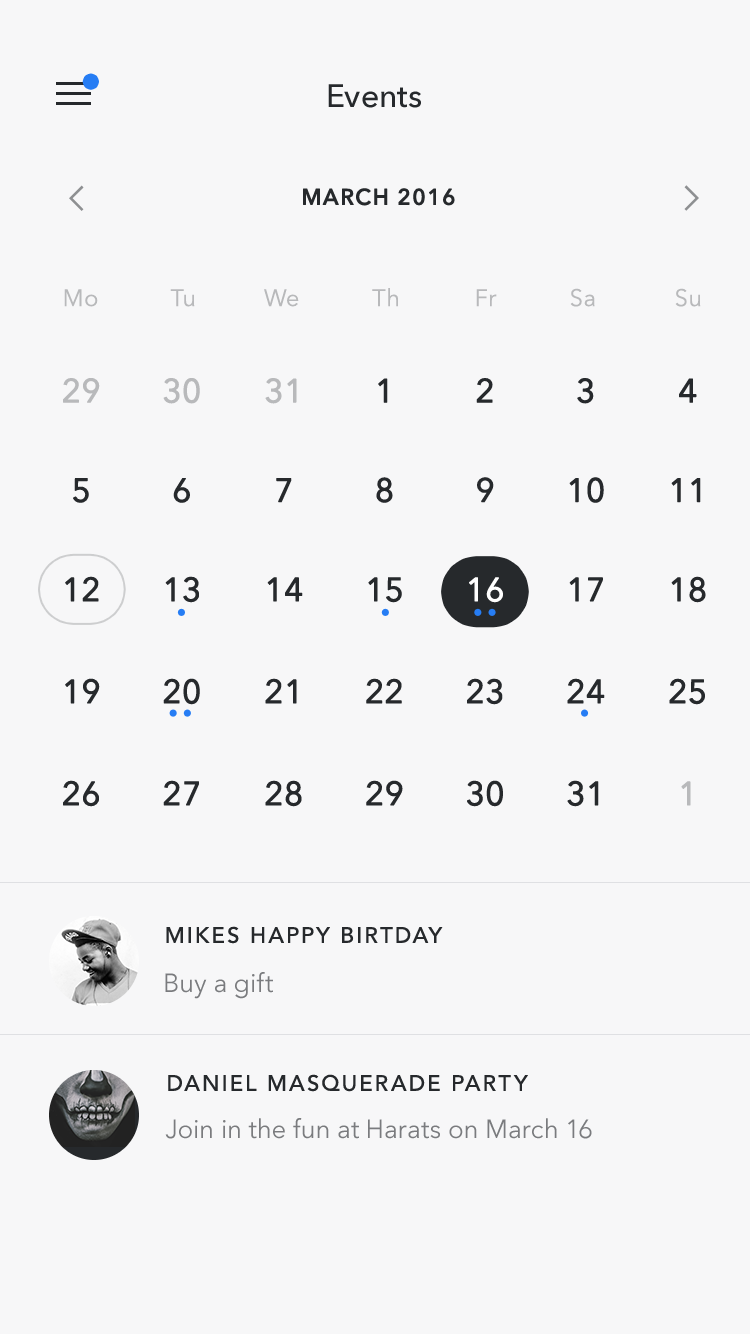 Events
MARCH 2016
Mo Tu We Th Fr Sa Su
29 30 31 1 2 3 4
5 6 7 8 9 10 11
12 13 14 15 16 17 18
19 20 21 22 23 24 25
26 27 28 29 30 31 1
MIKES HAPPY BIRTDAY
Buy a gift
DANIEL MASQUERADE PARTY
Join in the fun at Harats on March 16